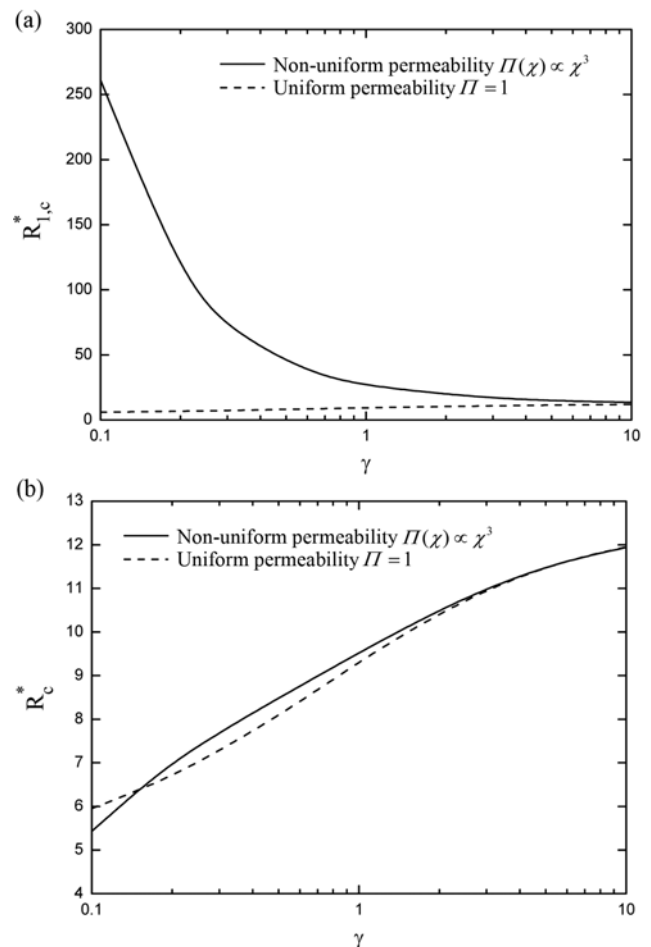 (a)
300
250
200
150
100
50
0
R*1,c
Non-uniform permeability Π(χ) ∝ χ³
Uniform permeability Π = 1
0.1 1 10
γ
(b)
13
12
11
10
9
8
7
6
5
4
R*c
Non-uniform permeability Π(χ) ∝ χ³
Uniform permeability Π = 1
0.1 1 10
γ